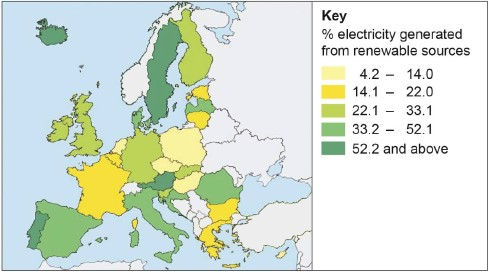 Key
% electricity generated
from renewable sources
4.2 – 14.0
14.1 – 22.0
22.1 – 33.1
33.2 – 52.1
52.2 and above